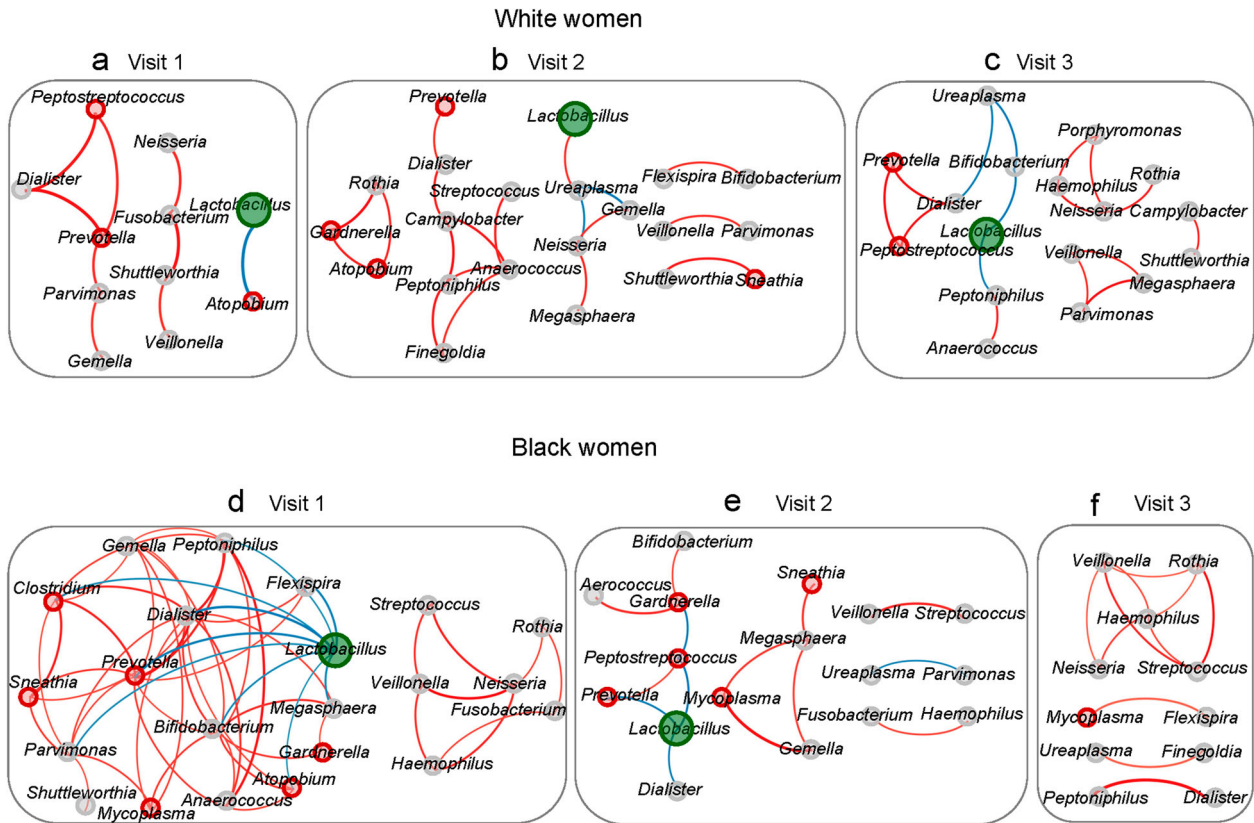 White women
a Visit 1
Peptostreptococcus
Neisseria
Dialister
Lactobacillus
Fusobacterium
Prevotella
Shuttleworthia
Parvimonas
Atopobium
Veillonella
Gemella
b Visit 2
Prevotella
Lactobacillus
Dialister
Rothia
Streptococcus
Ureaplasma
Flexispira
Bifidobacterium
Gemella
Campylobacter
Gardnerella
Veillonella
Parvimonas
Neisseria
Atopobium
Anaerococcus
Peptoniphilus
Shuttleworthia
Sneathia
Megasphaera
Finegoldia
c Visit 3
Ureaplasma
Porphyromonas
Prevotella
Bifidobacterium
Rothia
Haemophilus
Dialister
Neisseria
Campylobacter
Lactobacillus
Peptostreptococcus
Veillonella
Shuttleworthia
Megasphaera
Peptoniphilus
Parvimonas
Anaerococcus
Black women
d Visit 1
Gemella
Peptoniphilus
Clostridium
Flexispira
Streptococcus
Dialister
Rothia
Lactobacillus
Prevotella
Sneathia
Veillonella
Neisseria
Megasphaera
Fusobacterium
Bifidobacterium
Parvimonas
Gardnerella
Haemophilus
Atopobium
Shuttleworthia
Anaerococcus
Mycoplasma
e Visit 2
Bifidobacterium
Sneathia
Aerococcus
Gardnerella
Veillonella
Streptococcus
Megasphaera
Peptostreptococcus
Ureaplasma
Parvimonas
Prevotella
Mycoplasma
Fusobacterium
Haemophilus
Lactobacillus
Gemella
Dialister
f Visit 3
Veillonella
Rothia
Haemophilus
Neisseria
Streptococcus
Mycoplasma
Flexispira
Ureaplasma
Finegoldia
Peptoniphilus
Dialister